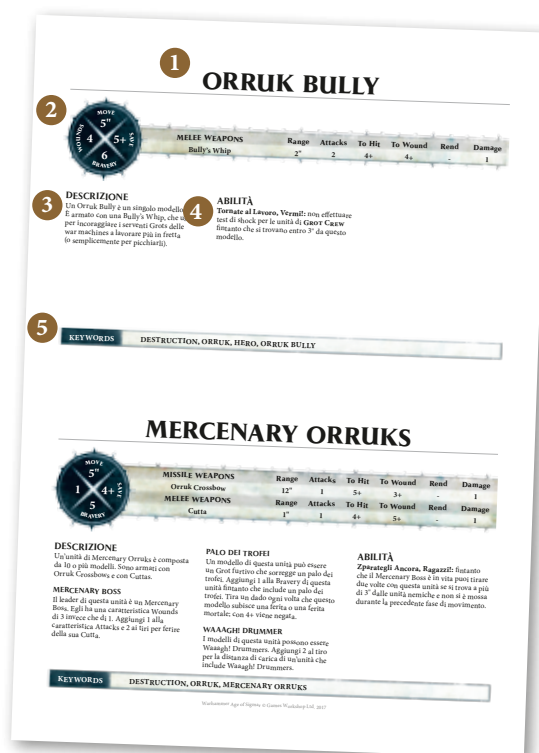 1
ORRUK BULLY
2
MOVE
5"
WOUNDS 4 5+ SAVE
6
BRAVERY
MELEE WEAPONS Range Attacks To Hit To Wound Rend Damage
Bully's Whip 2" 2 4+ 4+ - 1
3
DESCRIZIONE
Un Orruk Bully è un singolo modello.
È armato con una Bully's Whip, che
per incoraggiare i serventi Grots delle
war machines a lavorare più in fretta
(o semplicemente per picchiarli).
4
ABILITÀ
Tornate al Lavoro, Vermi!: non effettuare
test di shock per le unità di GROT CREW
fintanto che si trovano entro 3" da questo
modello.
5
KEYWORDS DESTRUCTION, ORRUK, HERO, ORRUK BULLY
MERCENARY ORRUKS
MOVE
5"
1 4+ SAVE
5
BRAVERY
MISSILE WEAPONS Range Attacks To Hit To Wound Rend Damage
Orruk Crossbow 12" 1 5+ 3+ - 1
MELEE WEAPONS Range Attacks To Hit To Wound Rend Damage
Cutta 1" 1 4+ 5+ - 1
DESCRIZIONE
Un'unità di Mercenary Orruks è composta
da 10 o più modelli. Sono armati con
Orruk Crossbows e con Cuttas.
MERCENARY BOSS
Il leader di questa unità è un Mercenary
Boss. Egli ha una caratteristica Wounds
di 3 invece che di 1. Aggiungi 1 alla
caratteristica Attacks e 2 ai tiri per ferire
della sua Cutta.
PALO DEI TROFEI
Un modello di questa unità può essere
un Grot furtivo che sorregge un palo dei
trofei. Aggiungi 1 alla Bravery di questa
unità fintanto che include un palo dei
trofei. Tira un dado ogni volta che questo
modello subisce una ferita o una ferita
mortale; con 4+ viene negata.
WAAAGH! DRUMMER
I modelli di questa unità possono essere
Waaagh! Drummers. Aggiungi 2 al tiro
per la distanza di carica di un'unità che
include Waaagh! Drummers.
ABILITÀ
Zparategli Ancora, Ragazzi!: fintanto
che il Mercenary Boss è in vita puoi tirare
due volte con questa unità se si trova a più
di 3" dalle unità nemiche e non si è mossa
durante la precedente fase di movimento.
KEYWORDS DESTRUCTION, ORRUK, MERCENARY ORRUKS
Warhammer Age of Sigmar, © Games Workshop Ltd. 2017